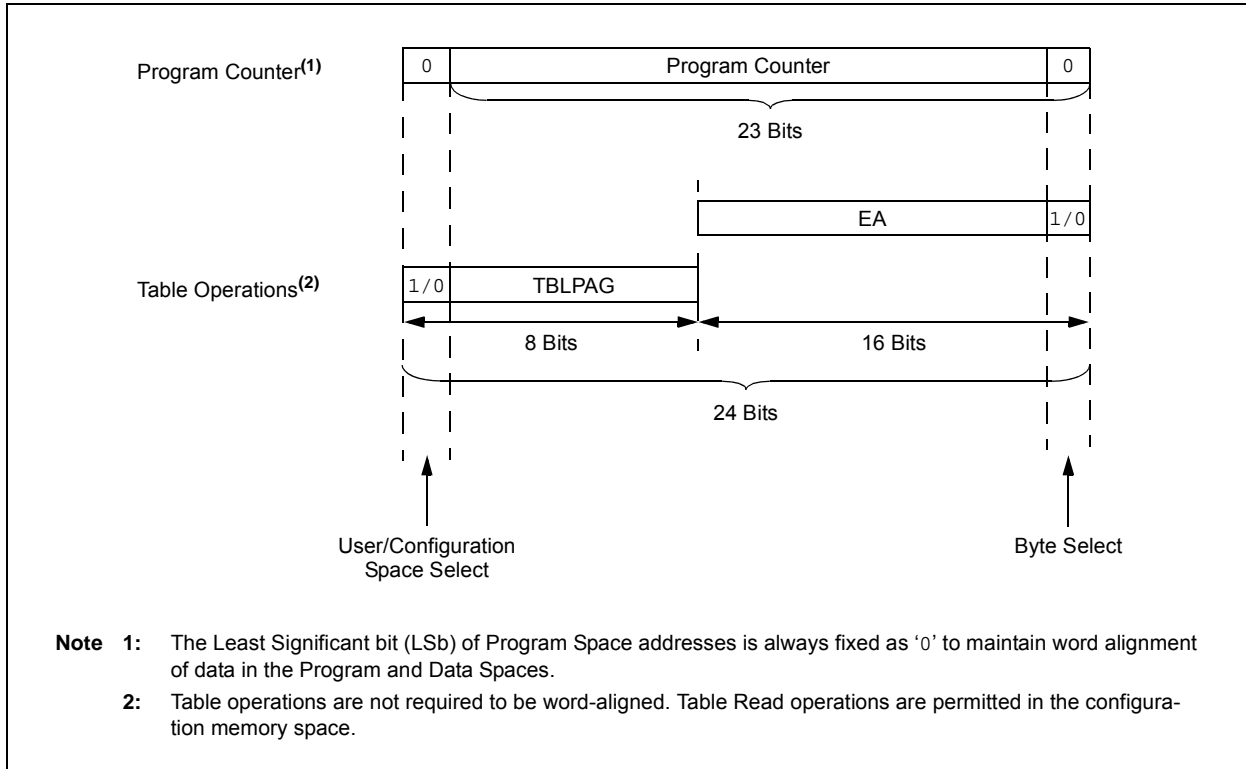 Program Counter(1)
0 Program Counter 0
23 Bits
EA 1/0
Table Operations(2)
1/0 TBLPAG
8 Bits 16 Bits
24 Bits
User/Configuration
Space Select
Byte Select
Note 1: The Least Significant bit (LSb) of Program Space addresses is always fixed as ‘0’ to maintain word alignment
of data in the Program and Data Spaces.
2: Table operations are not required to be word-aligned. Table Read operations are permitted in the configura-
tion memory space.